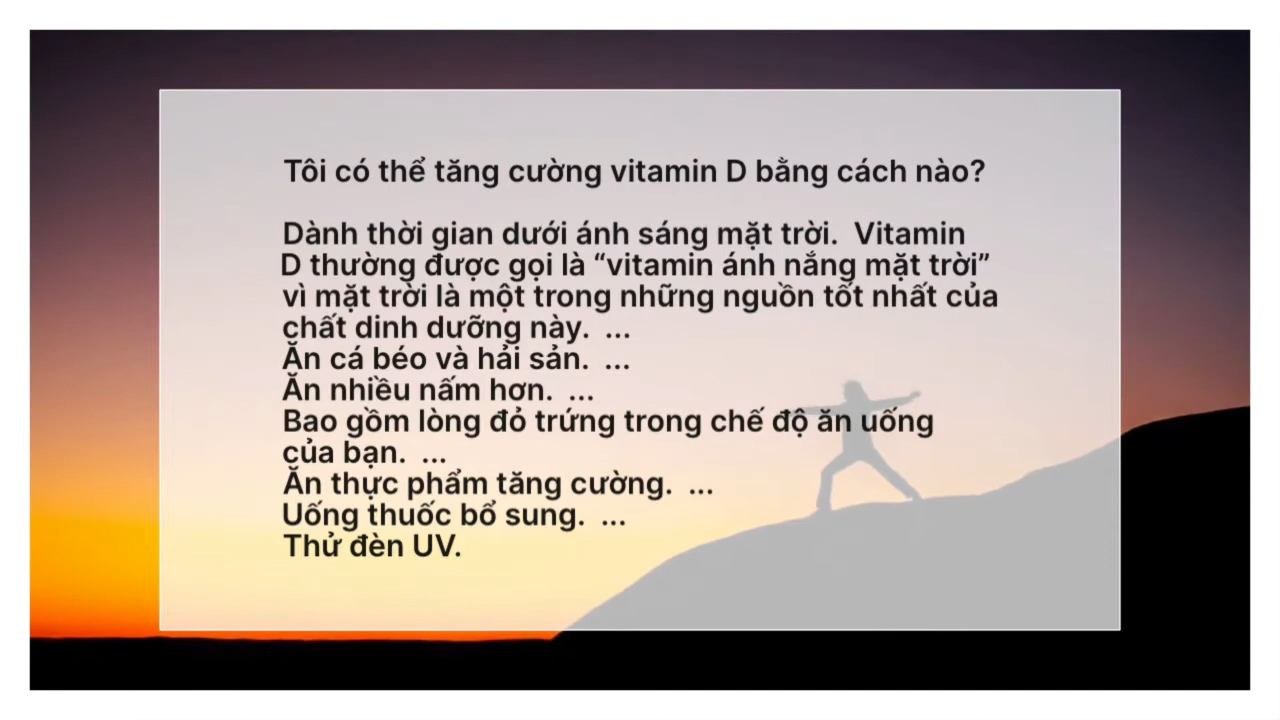 Tôi có thể tăng cường vitamin D bằng cách nào?
Dành thời gian dưới ánh sáng mặt trời. Vitamin
D thường được gọi là “vitamin ánh nắng mặt trời”
vì mặt trời là một trong những nguồn tốt nhất của
chất dinh dưỡng này. ...
Ăn cá béo và hải sản. ...
Ăn nhiều nấm hơn. ...
Bao gồm lòng đỏ trứng trong chế độ ăn uống
của bạn. ...
Ăn thực phẩm tăng cường. ...
Uống thuốc bổ sung. ...
Thử đèn UV.